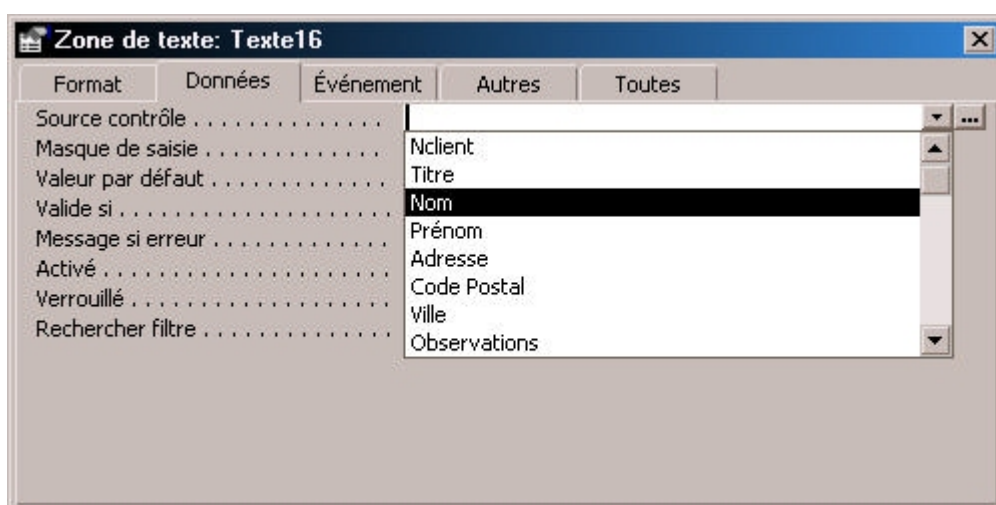 Zone de texte: Texte16
Format Données Événement Autres Toutes
Source contrôle . . . . . . . . . . . . . .
Masque de saisie . . . . . . . . . . . . . Nclient
Valeur par défaut . . . . . . . . . . . . . Titre
Valide si . . . . . . . . . . . . . . . . . . . . Nom
Message si erreur . . . . . . . . . . . . . Prénom
Activé . . . . . . . . . . . . . . . . . . . . . Adresse
Verrouillé . . . . . . . . . . . . . . . . . . . Code Postal
Rechercher filtre . . . . . . . . . . . . . . Ville
Observations